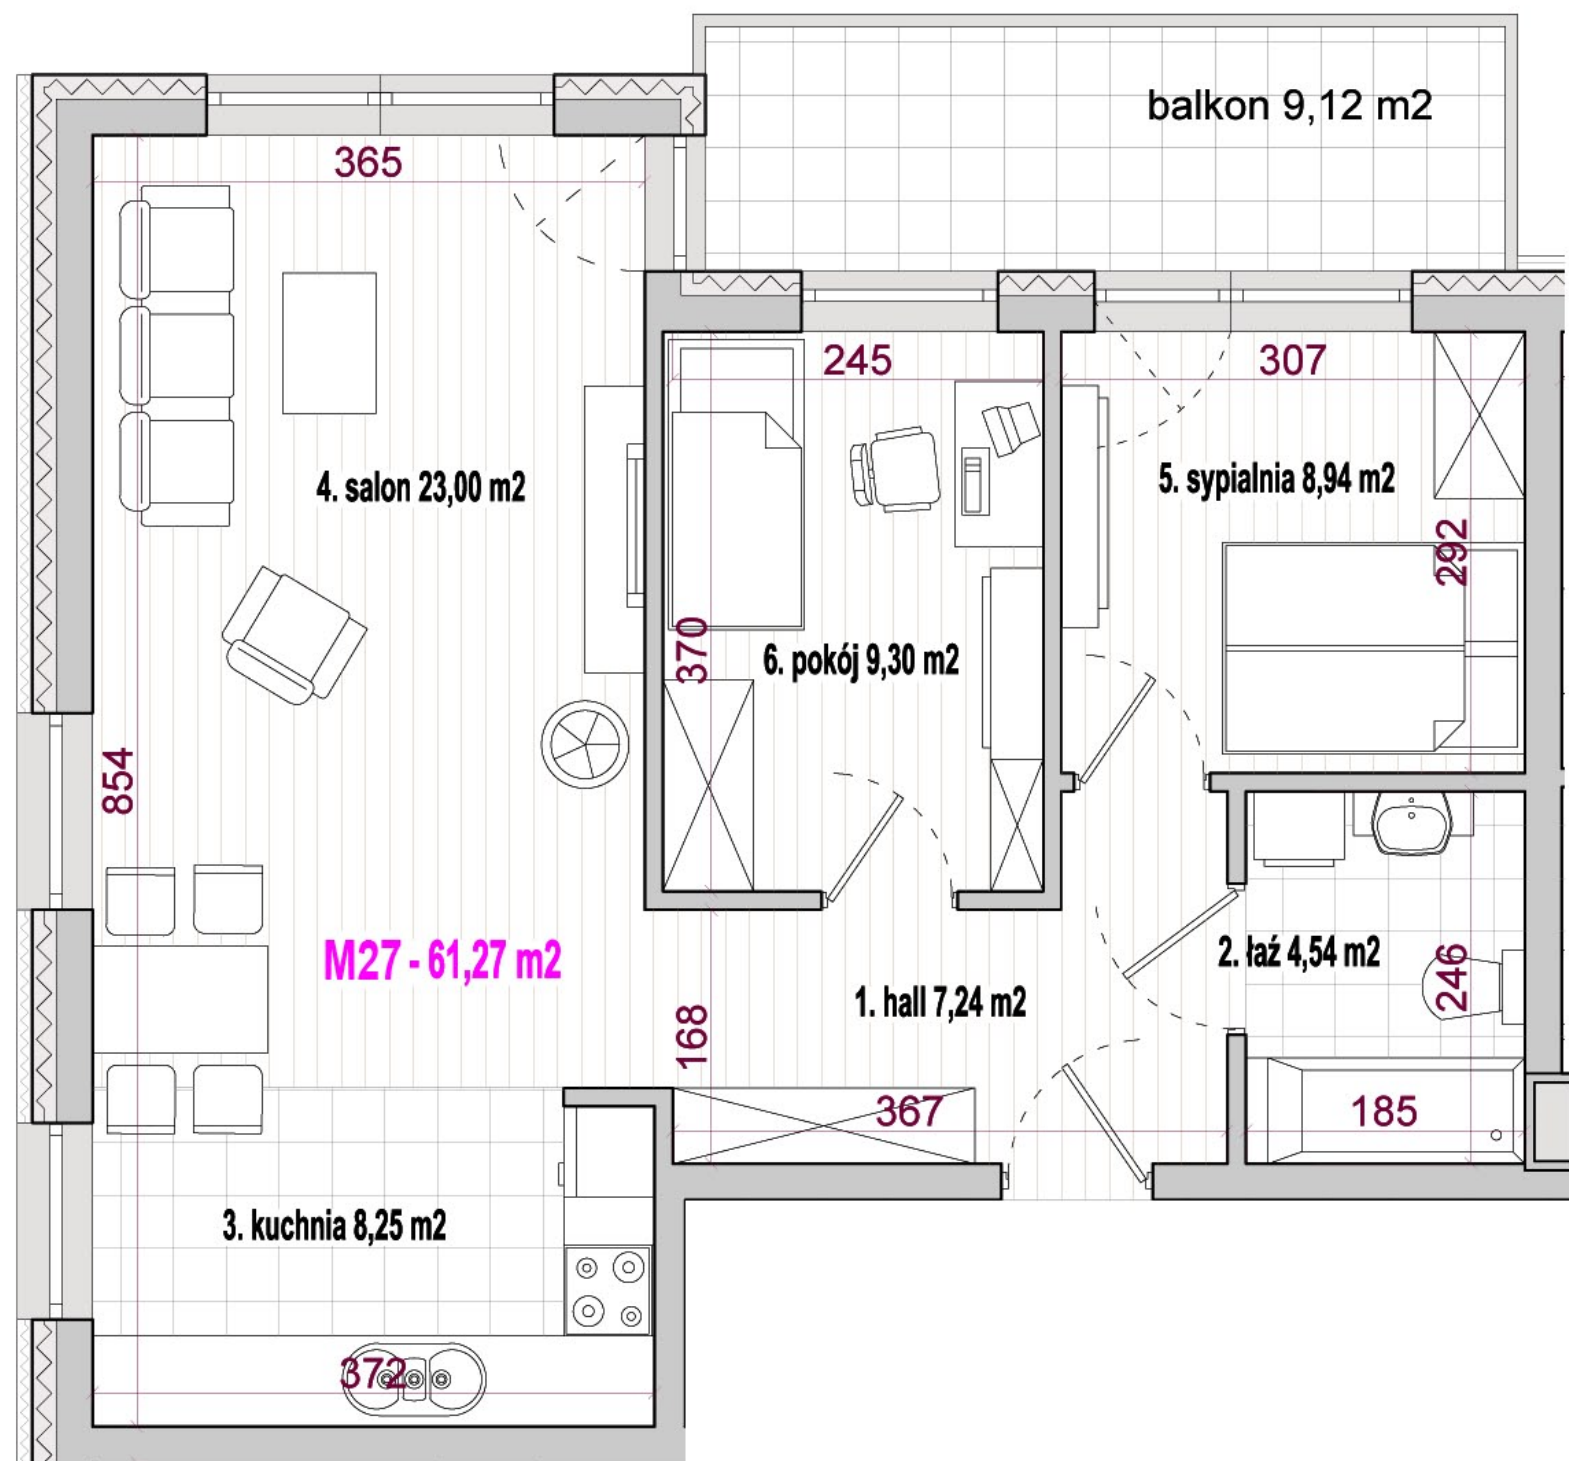 balkon 9,12 m2
365
245
307
4. salon 23,00 m2
5. sypialnia 8,94 m2
292
370
6. pokój 9,30 m2
854
M27 - 61,27 m2
2. łaź 4,54 m2
246
1. hall 7,24 m2
168
367
185
3. kuchnia 8,25 m2
372